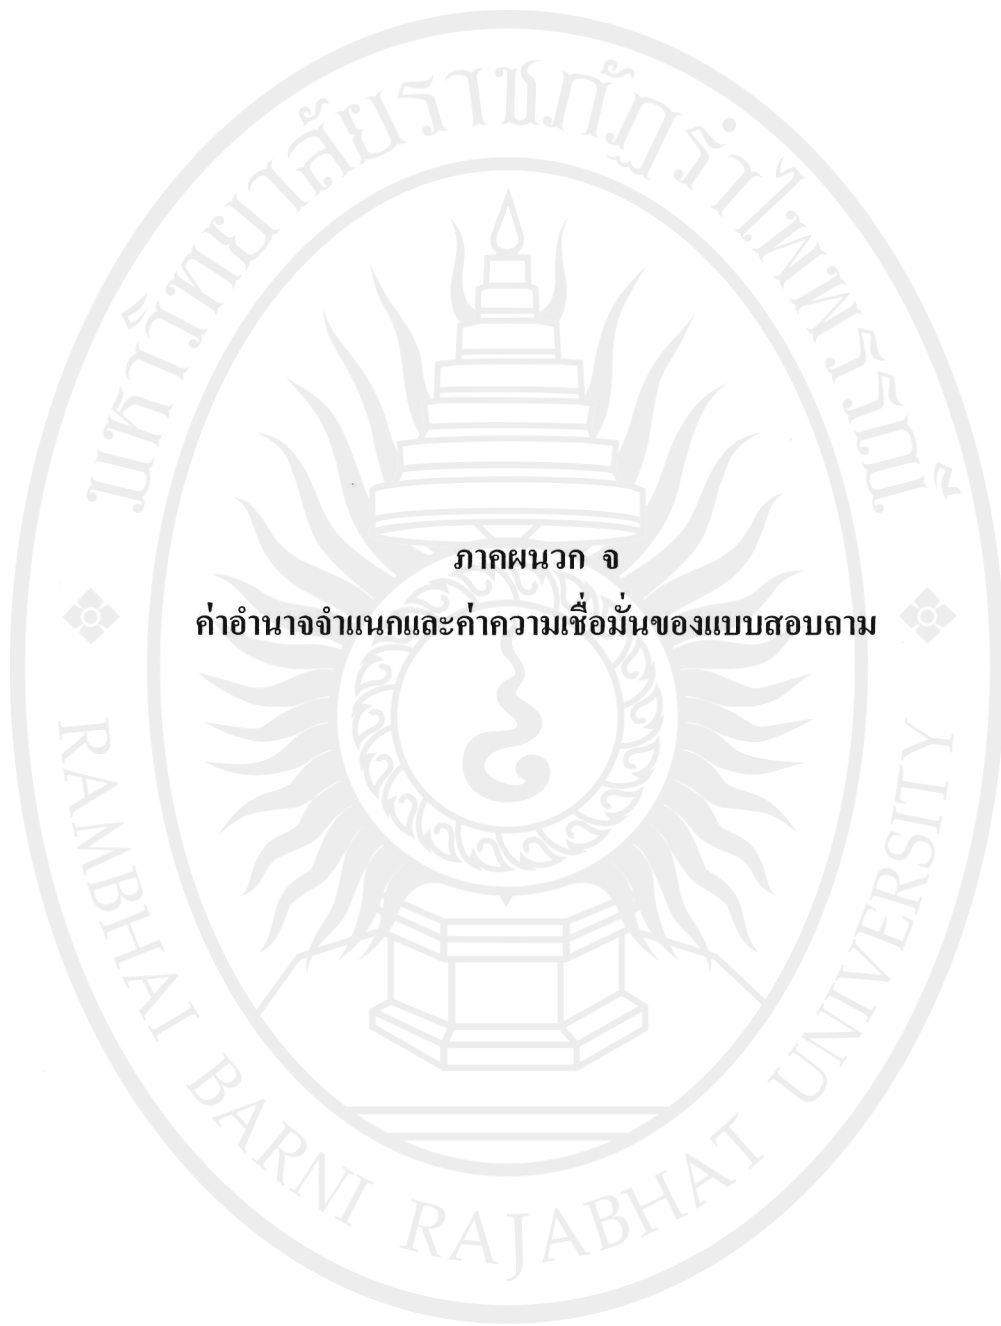 มหาวิทยาลัยราชภัฏรำไพพรรณี
ภาคผนวก จ
ค่าอำนาจจำแนกและค่าความเชื่อมั่นของแบบสอบถาม
RAMBHAI BARNI RAJABHAT UNIVERSITY